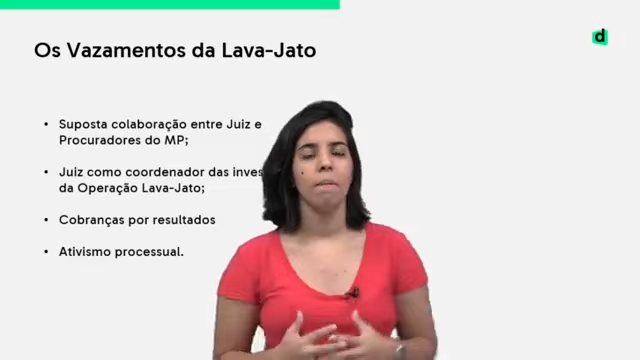 Os Vazamentos da Lava-Jato
d
• Suposta colaboração entre Juiz e
Procuradores do MP;
• Juiz como coordenador das inves
da Operação Lava-Jato;
• Cobranças por resultados
• Ativismo processual.